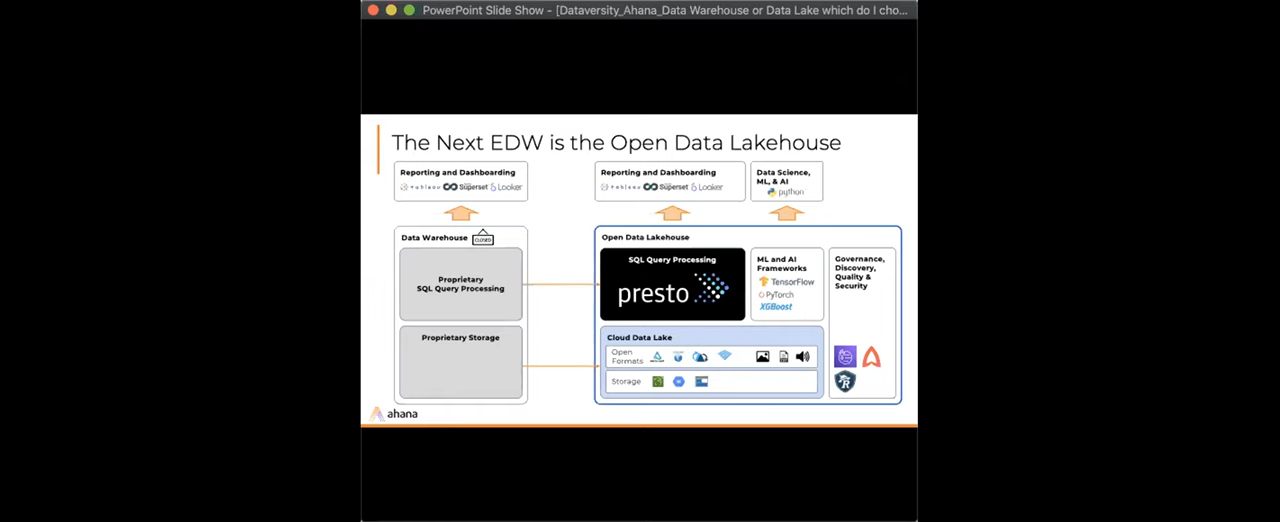 PowerPoint Slide Show - [Dataversity_Ahana_Data Warehouse or Data Lake which do I cho...
The Next EDW is the Open Data Lakehouse
Reporting and Dashboarding
tableau Superset Looker
Reporting and Dashboarding
tableau Superset Looker
Data Science,
ML, & AI
python
Data Warehouse
CLOSED
Proprietary
SQL Query Processing
Proprietary Storage
Open Data Lakehouse
SQL Query Processing
presto
ML and AI
Frameworks
TensorFlow
PyTorch
XGBoost
Governance,
Discovery,
Quality &
Security
Cloud Data Lake
Open
Formats
Storage
ahana